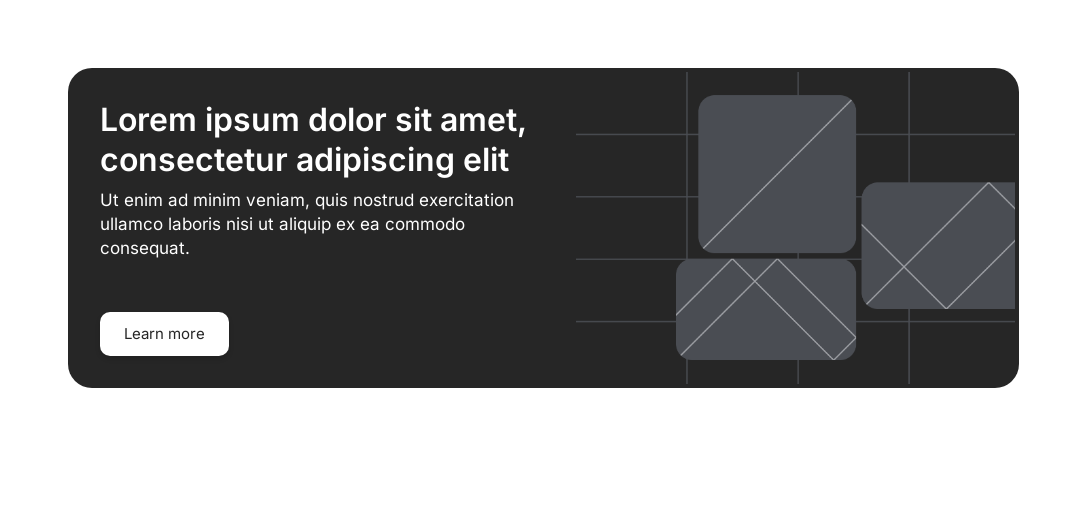 Lorem ipsum dolor sit amet,
consectetur adipiscing elit
Ut enim ad minim veniam, quis nostrud exercitation
ullamco laboris nisi ut aliquip ex ea commodo
consequat.
Learn more